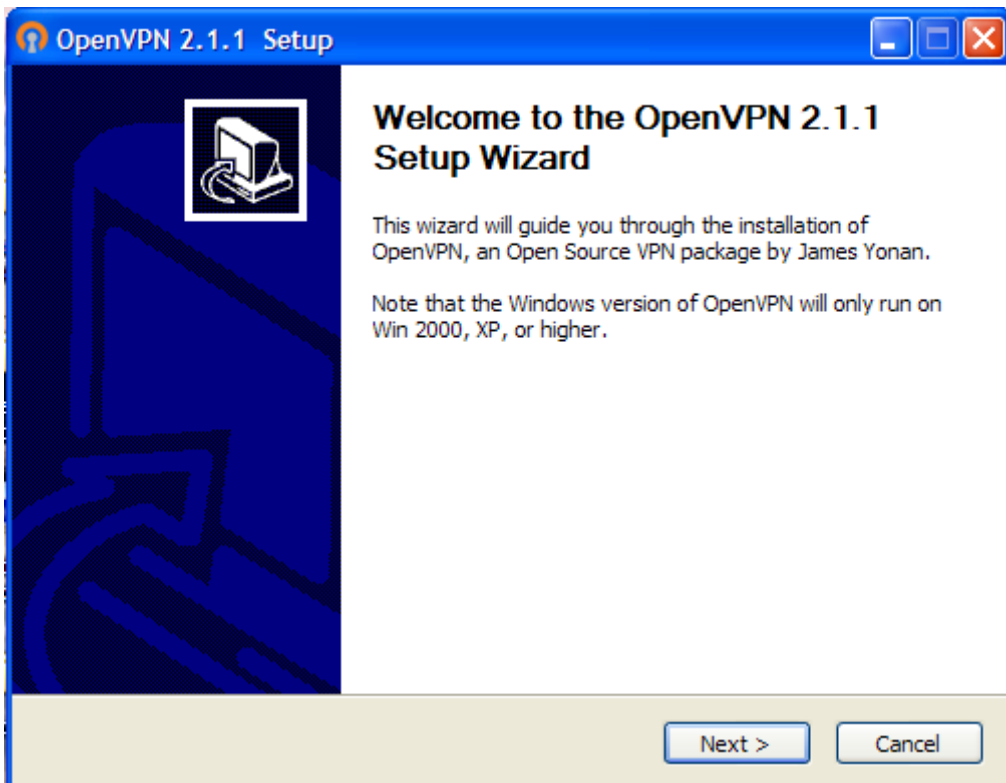 OpenVPN 2.1.1 Setup
Welcome to the OpenVPN 2.1.1
Setup Wizard
This wizard will guide you through the installation of
OpenVPN, an Open Source VPN package by James Yonan.
Note that the Windows version of OpenVPN will only run on
Win 2000, XP, or higher.
Next >
Cancel